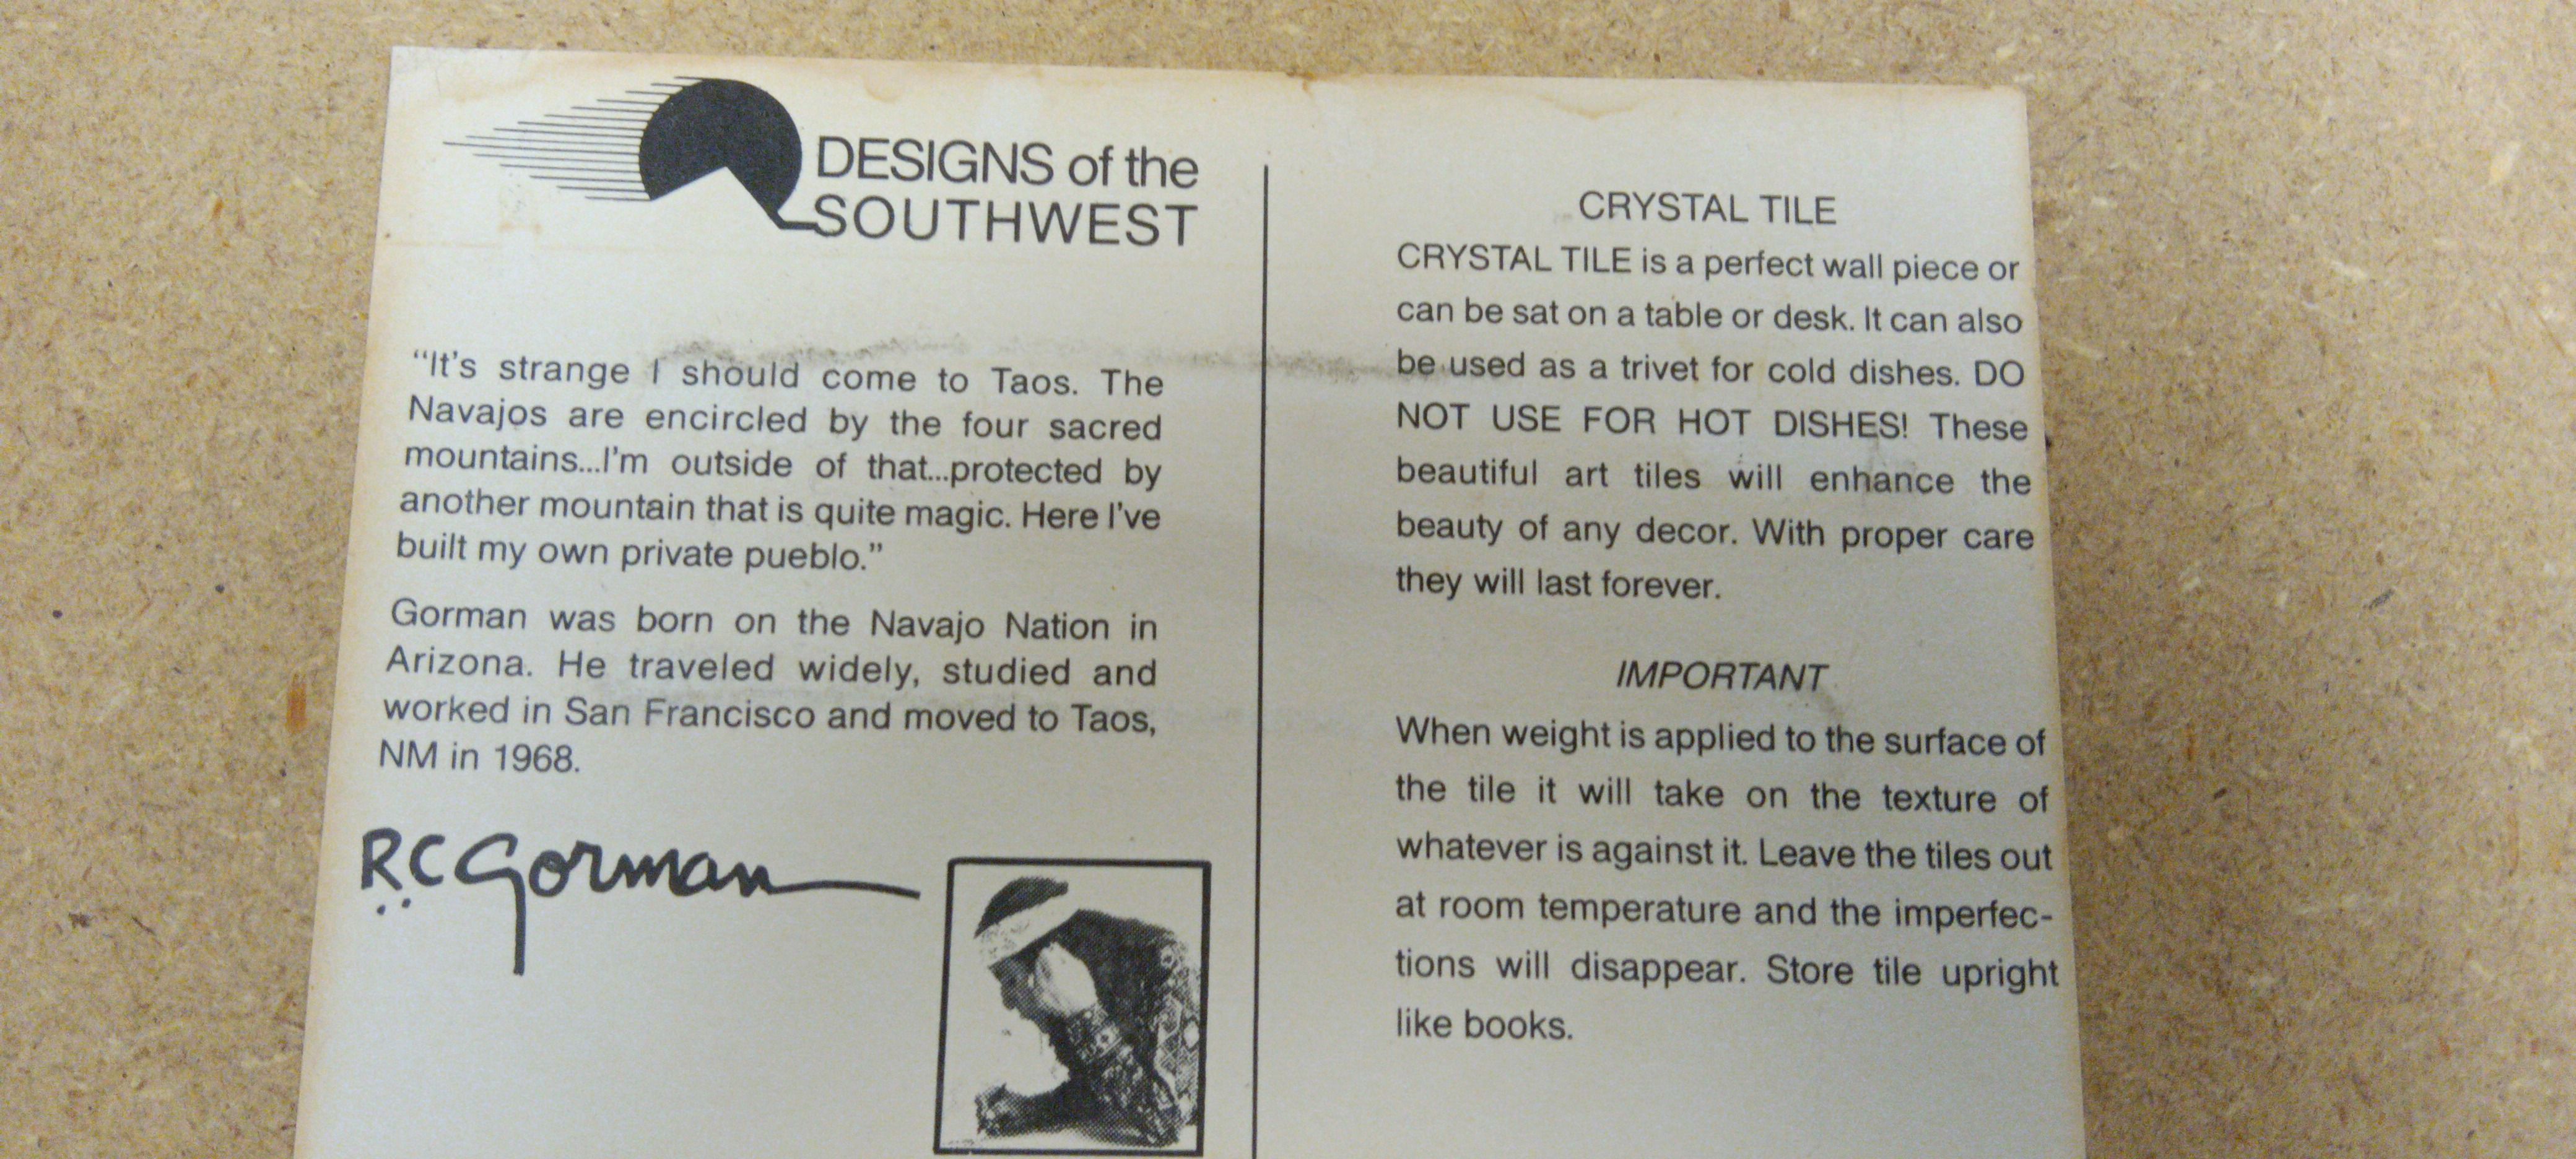 DESIGNS of the
SOUTHWEST
“It’s strange I should come to Taos. The
Navajos are encircled by the four sacred
mountains...I’m outside of that...protected by
another mountain that is quite magic. Here I’ve
built my own private pueblo.”
Gorman was born on the Navajo Nation in
Arizona. He traveled widely, studied and
worked in San Francisco and moved to Taos,
NM in 1968.
R.C. Gorman
CRYSTAL TILE
CRYSTAL TILE is a perfect wall piece or
can be sat on a table or desk. It can also
be used as a trivet for cold dishes. DO
NOT USE FOR HOT DISHES! These
beautiful art tiles will enhance the
beauty of any decor. With proper care
they will last forever.
IMPORTANT
When weight is applied to the surface of
the tile it will take on the texture of
whatever is against it. Leave the tiles out
at room temperature and the imperfec-
tions will disappear. Store tile upright
like books.